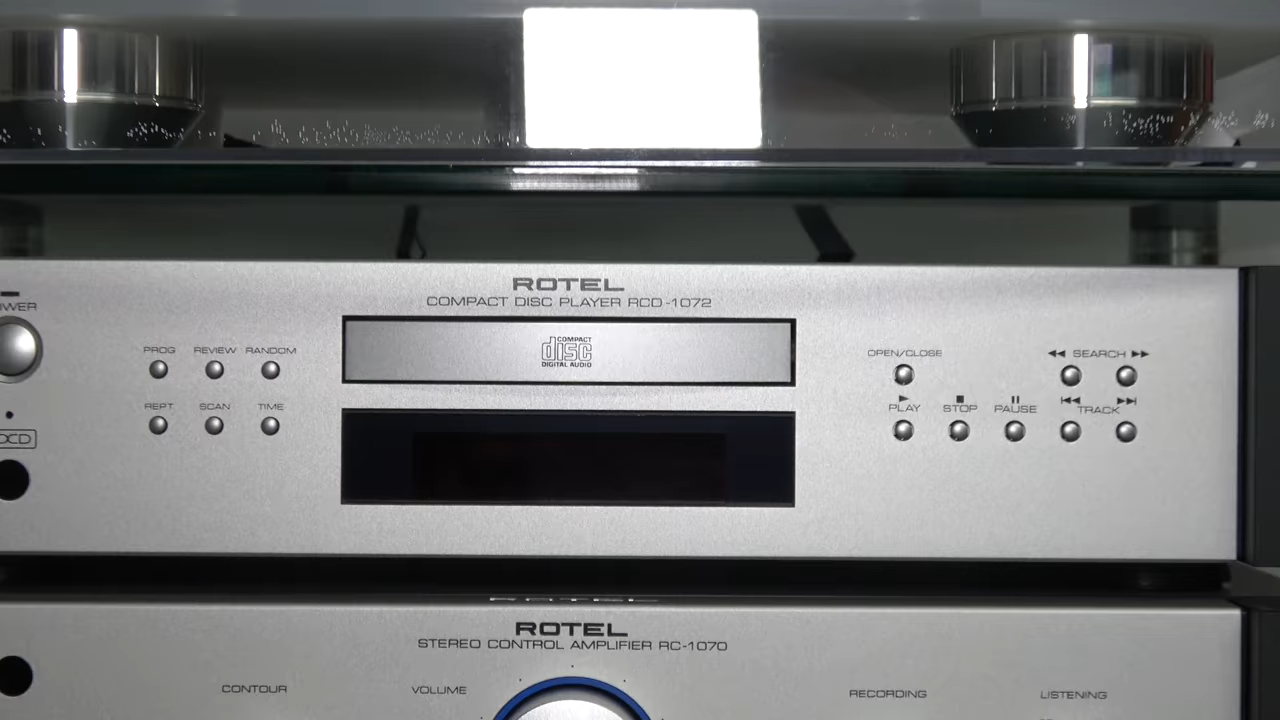 ROTEL
COMPACT DISC PLAYER RCD-1072
PROG REVIEW RANDOM
COMPACT
disc
DIGITAL AUDIO
OPEN/CLOSE
SEARCH
REPT SCAN TIME
PLAY STOP PAUSE TRACK
ROTEL
STEREO CONTROL AMPLIFIER RC-1070
CONTOUR VOLUME RECORDING LISTENING